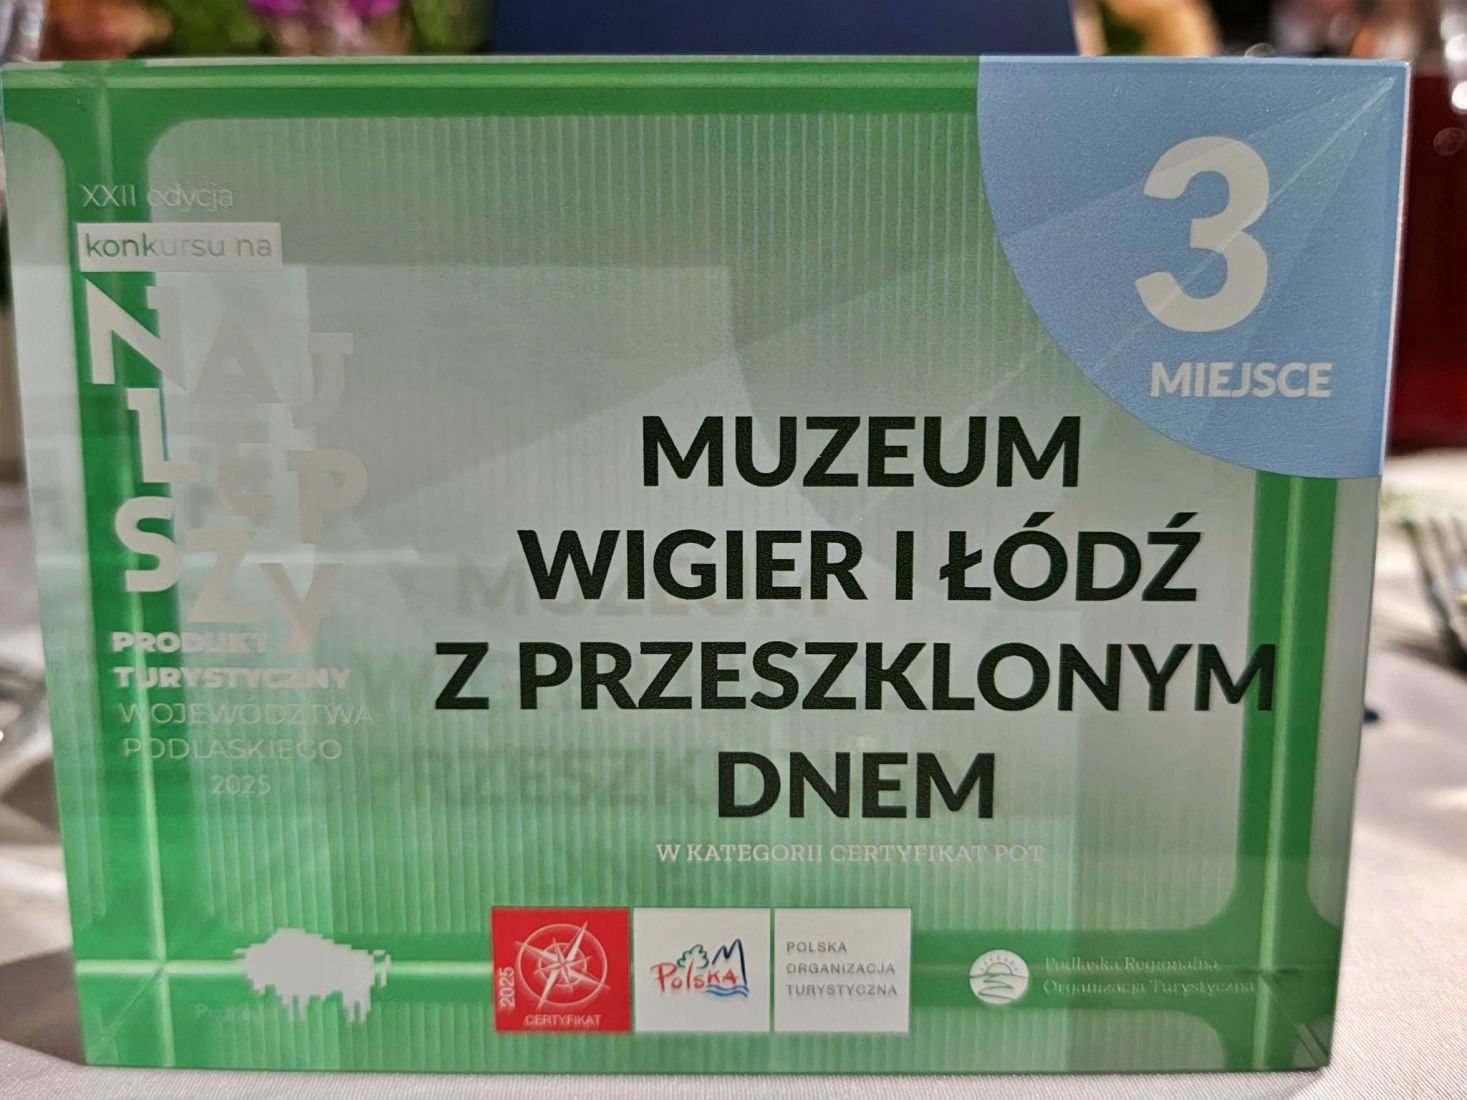 XXII edycja
konkursu na
NAJ
LEP
SZY
PRODUKT
TURYSTYCZNY
WOJEWÓDZTWA
PODLASKIEGO
2025
3
MIEJSCE
MUZEUM
WIGIER I ŁÓDŹ
Z PRZESZKLONYM
DNEM
W KATEGORII CERTYFIKAT POT
2025
CERTYFIKAT
POLSKA
POLSKA
ORGANIZACJA
TURYSTYCZNA
Podlaska Regionalna
Organizacja Turystyczna